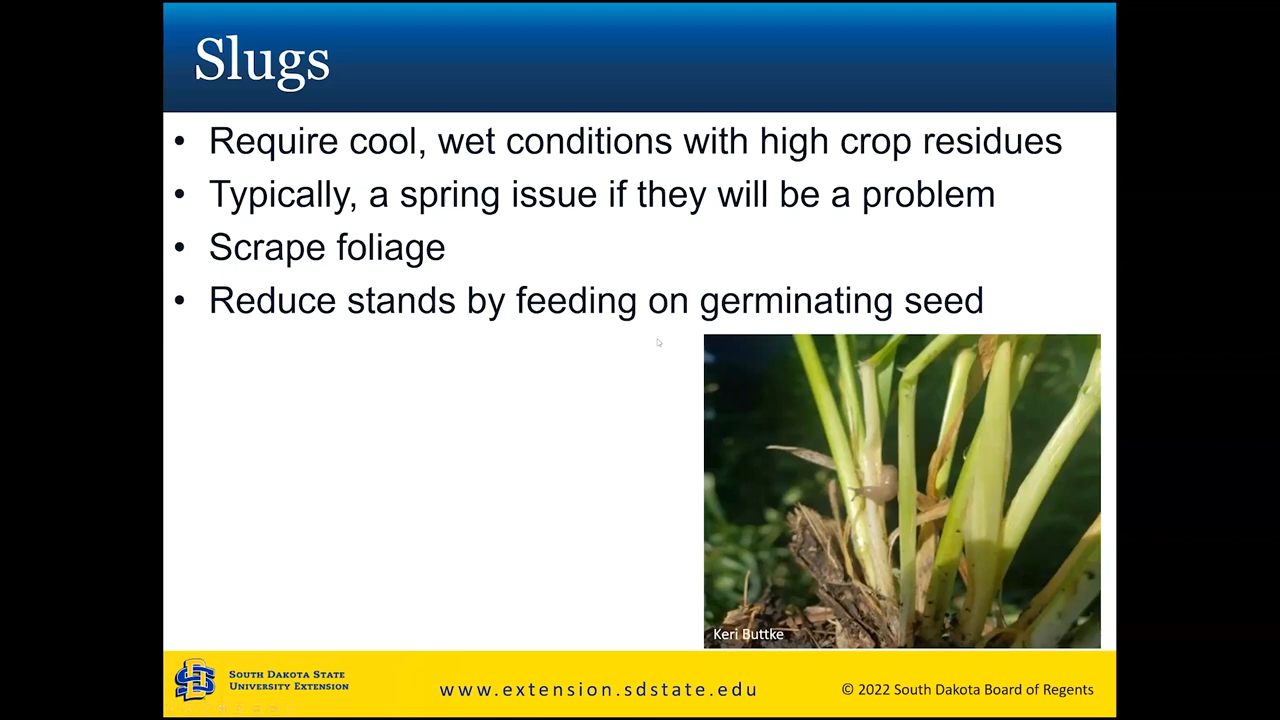 Slugs
• Require cool, wet conditions with high crop residues
• Typically, a spring issue if they will be a problem
• Scrape foliage
• Reduce stands by feeding on germinating seed
Keri Buttke
SOUTH DAKOTA STATE
UNIVERSITY EXTENSION
www.extension.sdstate.edu
© 2022 South Dakota Board of Regents